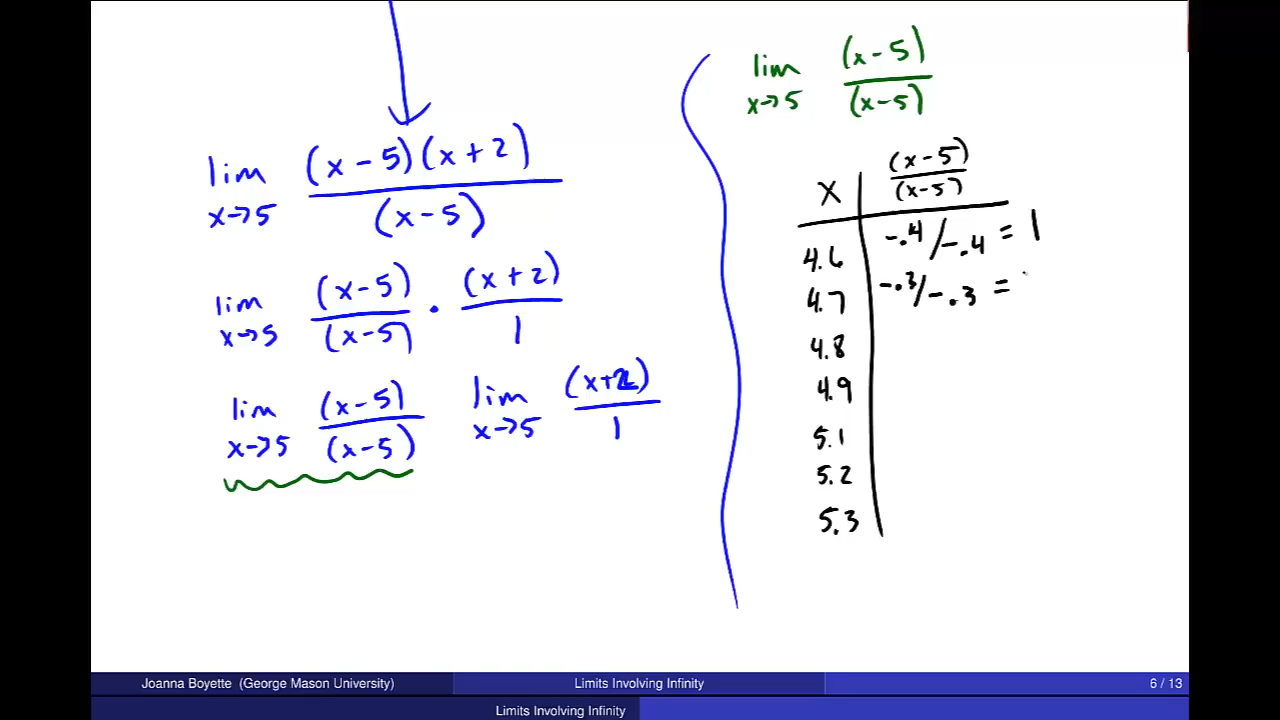 lim (x-5)(x+2)
x→5 (x-5)
lim (x-5) · (x+2)
x→5 (x-5) 1
lim (x-5) lim (x+2)
x→5 (x-5) x→5 1
lim (x-5)
x→5 (x-5)
x (x-5)
(x-5)
4.6 -.4/-.4 = 1
4.7 -.3/-.3 =
4.8
4.9
5.1
5.2
5.3
Joanna Boyette (George Mason University) Limits Involving Infinity 6 / 13
Limits Involving Infinity